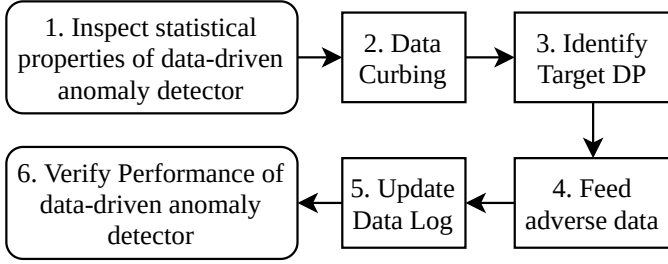 1. Inspect statistical
properties of data-driven
anomaly detector
2. Data
Curbing
3. Identify
Target DP
4. Feed
adverse data
5. Update
Data Log
6. Verify Performance of
data-driven anomaly
detector